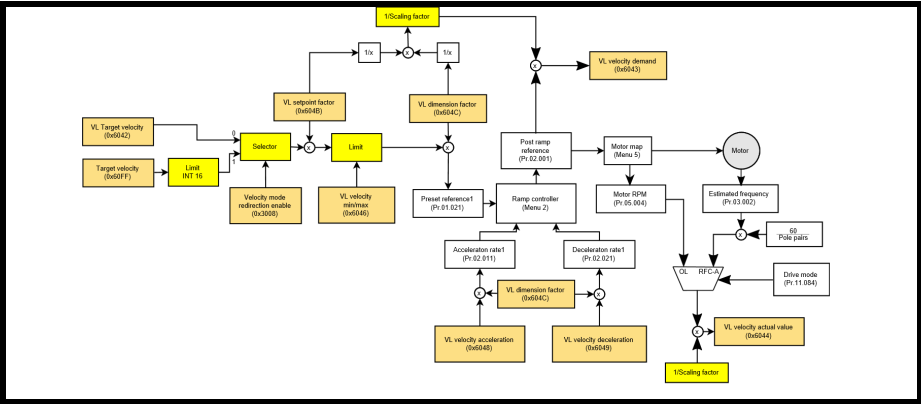 1/Scaling factor
1/x
x
1/x
x
VL velocity demand
(0x6043)
VL setpoint factor
(0x604B)
VL dimension factor
(0x604C)
VL Target velocity
(0x6042)
0
Selector
x
Limit
x
Post ramp
reference
(Pr.02.001)
Motor map
(Menu 5)
Motor
Target velocity
(0x60FF)
Limit
INT 16
1
Velocity mode
redirection enable
(0x3008)
VL velocity
min/max
(0x6046)
Preset reference1
(Pr.01.021)
Ramp controller
(Menu 2)
Motor RPM
(Pr.05.004)
Estimated frequency
(Pr.03.002)
x
60
Pole pairs
Acceleraton rate1
(Pr.02.011)
Deceleraton rate1
(Pr.02.021)
OL
RFC-A
Drive mode
(Pr.11.084)
x
VL dimension factor
(0x604C)
x
VL velocity acceleration
(0x6048)
VL velocity deceleration
(0x6049)
x
VL velocity actual value
(0x6044)
1/Scaling factor